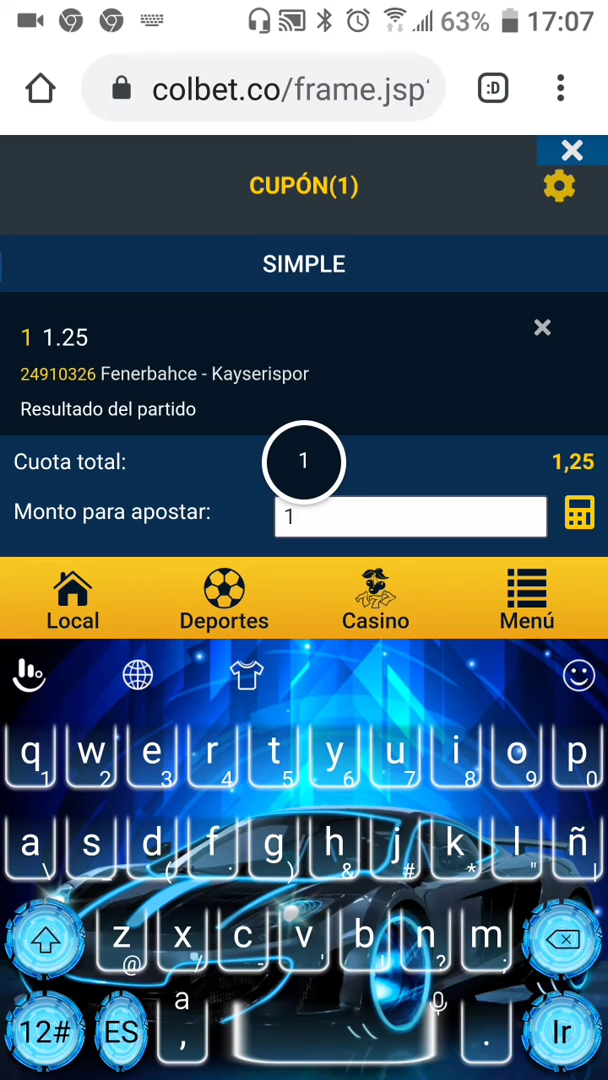 63% 17:07
colbet.co/frame.jsp?
:D
CUPÓN(1)
SIMPLE
1 1.25
24910326 Fenerbahce - Kayserispor
Resultado del partido
Cuota total: 1 1,25
Monto para apostar: 1
Local Deportes Casino Menú
q w e r t y u i o p
1 2 3 4 5 6 7 8 9 0
a s d f g h j k l ñ
\ _ ( : ) & # * " !
z x c v b n m
@ / - ' ! ? ;
a
12# ES , . Ir